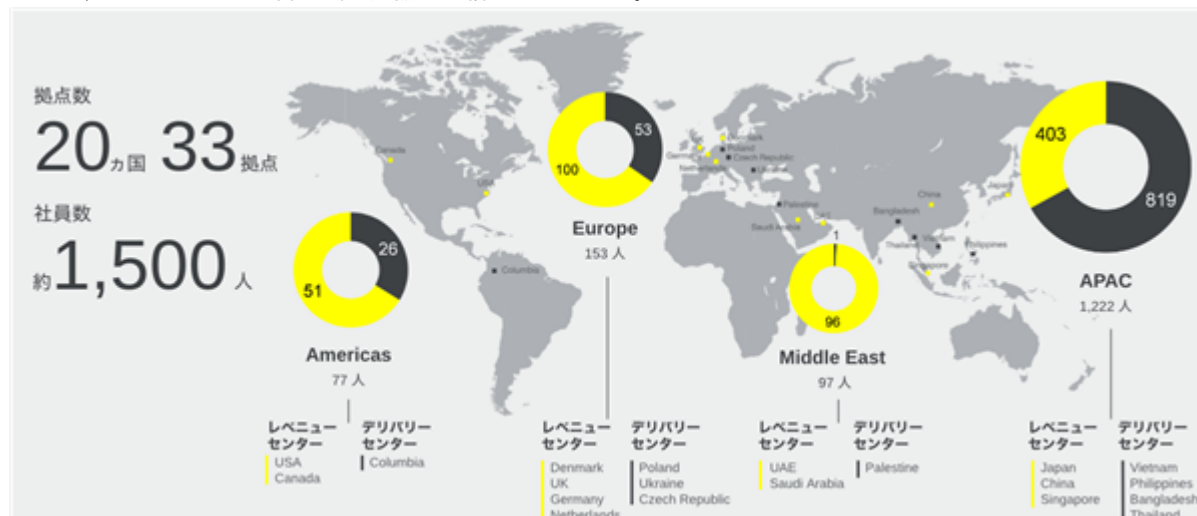 拠点数
20ヵ国 33拠点
社員数
約1,500人
51
26
Americas
77 人
レベニュー
センター
USA
Canada
デリバリー
センター
Columbia
100
53
Europe
153 人
レベニュー
センター
Denmark
UK
Germany
Netherlands
デリバリー
センター
Poland
Ukraine
Czech Republic
1
96
Middle East
97 人
レベニュー
センター
UAE
Saudi Arabia
デリバリー
センター
Palestine
403
819
APAC
1,222 人
レベニュー
センター
Japan
China
Singapore
デリバリー
センター
Vietnam
Philippines
Bangladesh
Thailand
Canada
USA
Columbia
Germany
Netherlands
Poland
Czech Republic
Ukraine
Palestine
Saudi Arabia
China
Japan
Bangladesh
Thailand
Vietnam
Philippines
Singapore